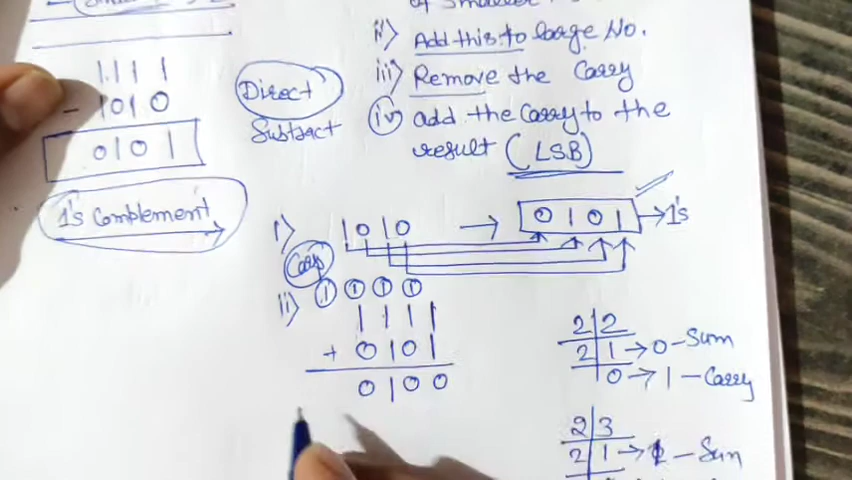 of smaller
ii) Add this to large No.
iii) Remove the Carry
iv) add the Carry to the
result (LSB)
1111
- 1010
0101
Direct
Subtract
1's Complement
i) 1010 → 0101 → 1's
Carry
ii) 1 1 1 1
1111
+ 0101
0100
2 2
2 1 → 0 - Sum
0 → 1 - Carry
2 3
2 1 → 1 - Sum